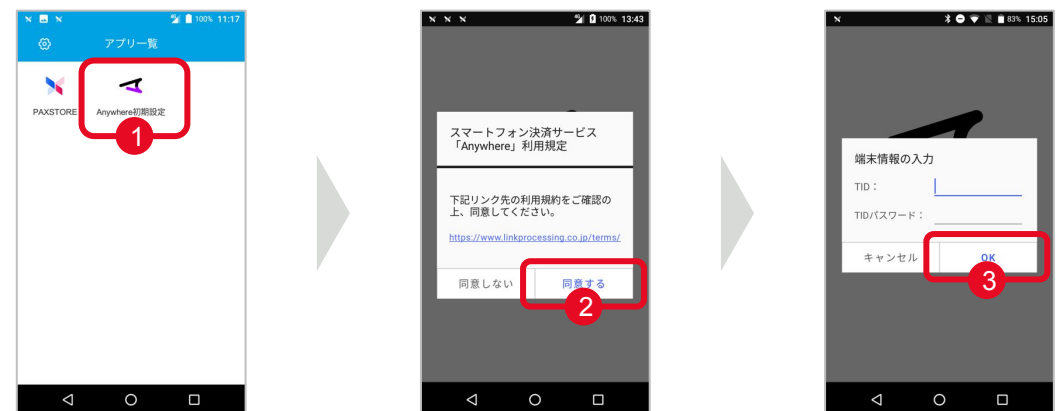 100% 11:17
アプリ一覧
PAXSTORE
Anywhere初期設定
1
100% 13:43
スマートフォン決済サービス
「Anywhere」利用規定
下記リンク先の利用規約をご確認の
上、同意してください。
https://www.linkprocessing.co.jp/terms/
同意しない
同意する
2
83% 15:05
端末情報の入力
TID：
TIDパスワード：
キャンセル
OK
3